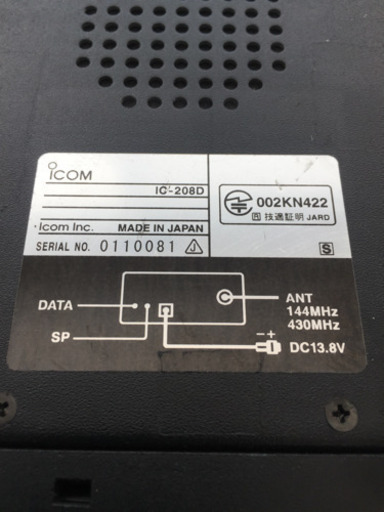 ICOM
IC-208D
Icom Inc. MADE IN JAPAN
SERIAL NO. 0110081 J
002KN422
技適証明 JARD
S
DATA
SP
ANT
144MHz
430MHz
- +
DC13.8V